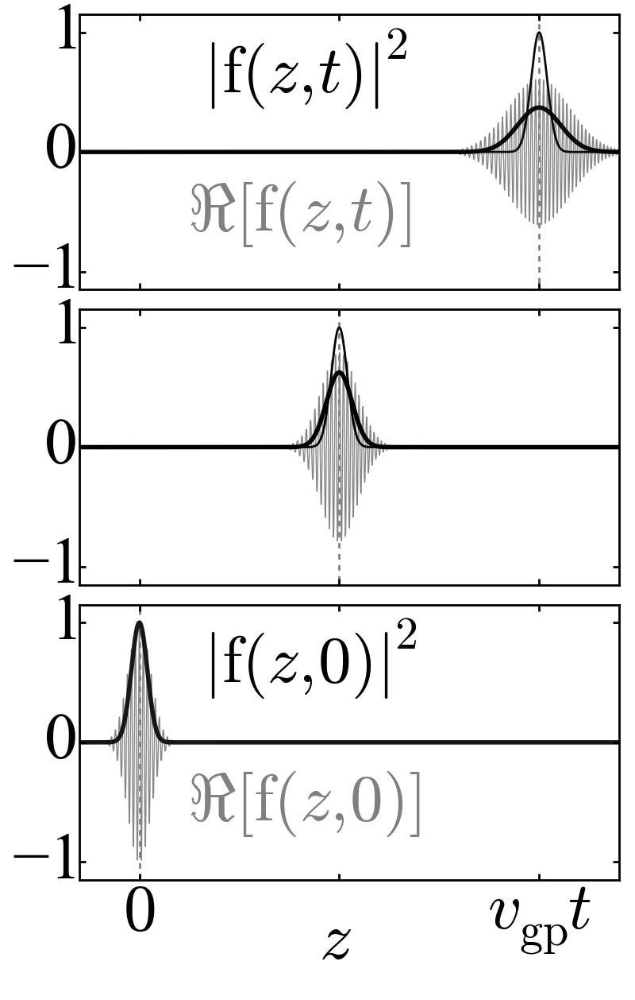 1
|f(z,t)|²
0
ℜ[f(z,t)]
−1
1
0
−1
1
|f(z,0)|²
0
ℜ[f(z,0)]
−1
0 v_gp t
z